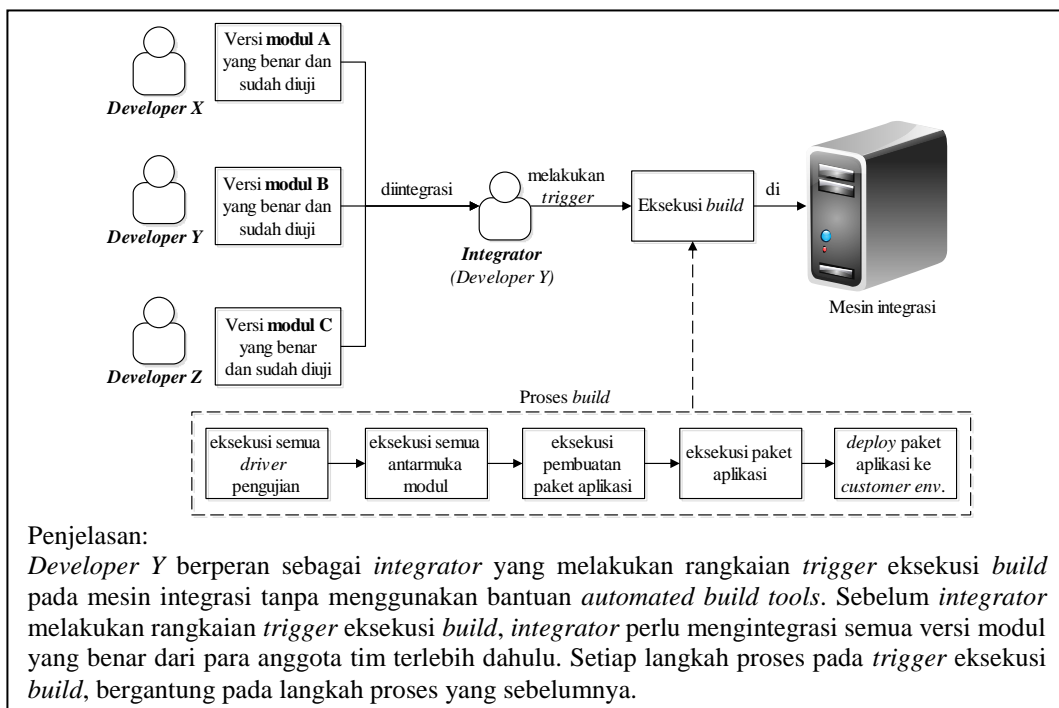 Versi modul A
yang benar dan
sudah diuji
Developer X
Versi modul B
yang benar dan
sudah diuji
Developer Y
Versi modul C
yang benar
dan sudah diuji
Developer Z
diintegrasi
Integrator
(Developer Y)
melakukan
trigger
Eksekusi build
di
Mesin integrasi
Proses build
eksekusi semua
driver
pengujian
eksekusi semua
antarmuka
modul
eksekusi
pembuatan
paket aplikasi
eksekusi paket
aplikasi
deploy paket
aplikasi ke
customer env.
Penjelasan:
Developer Y berperan sebagai integrator yang melakukan rangkaian trigger eksekusi build
pada mesin integrasi tanpa menggunakan bantuan automated build tools. Sebelum integrator
melakukan rangkaian trigger eksekusi build, integrator perlu mengintegrasi semua versi modul
yang benar dari para anggota tim terlebih dahulu. Setiap langkah proses pada trigger eksekusi
build, bergantung pada langkah proses yang sebelumnya.